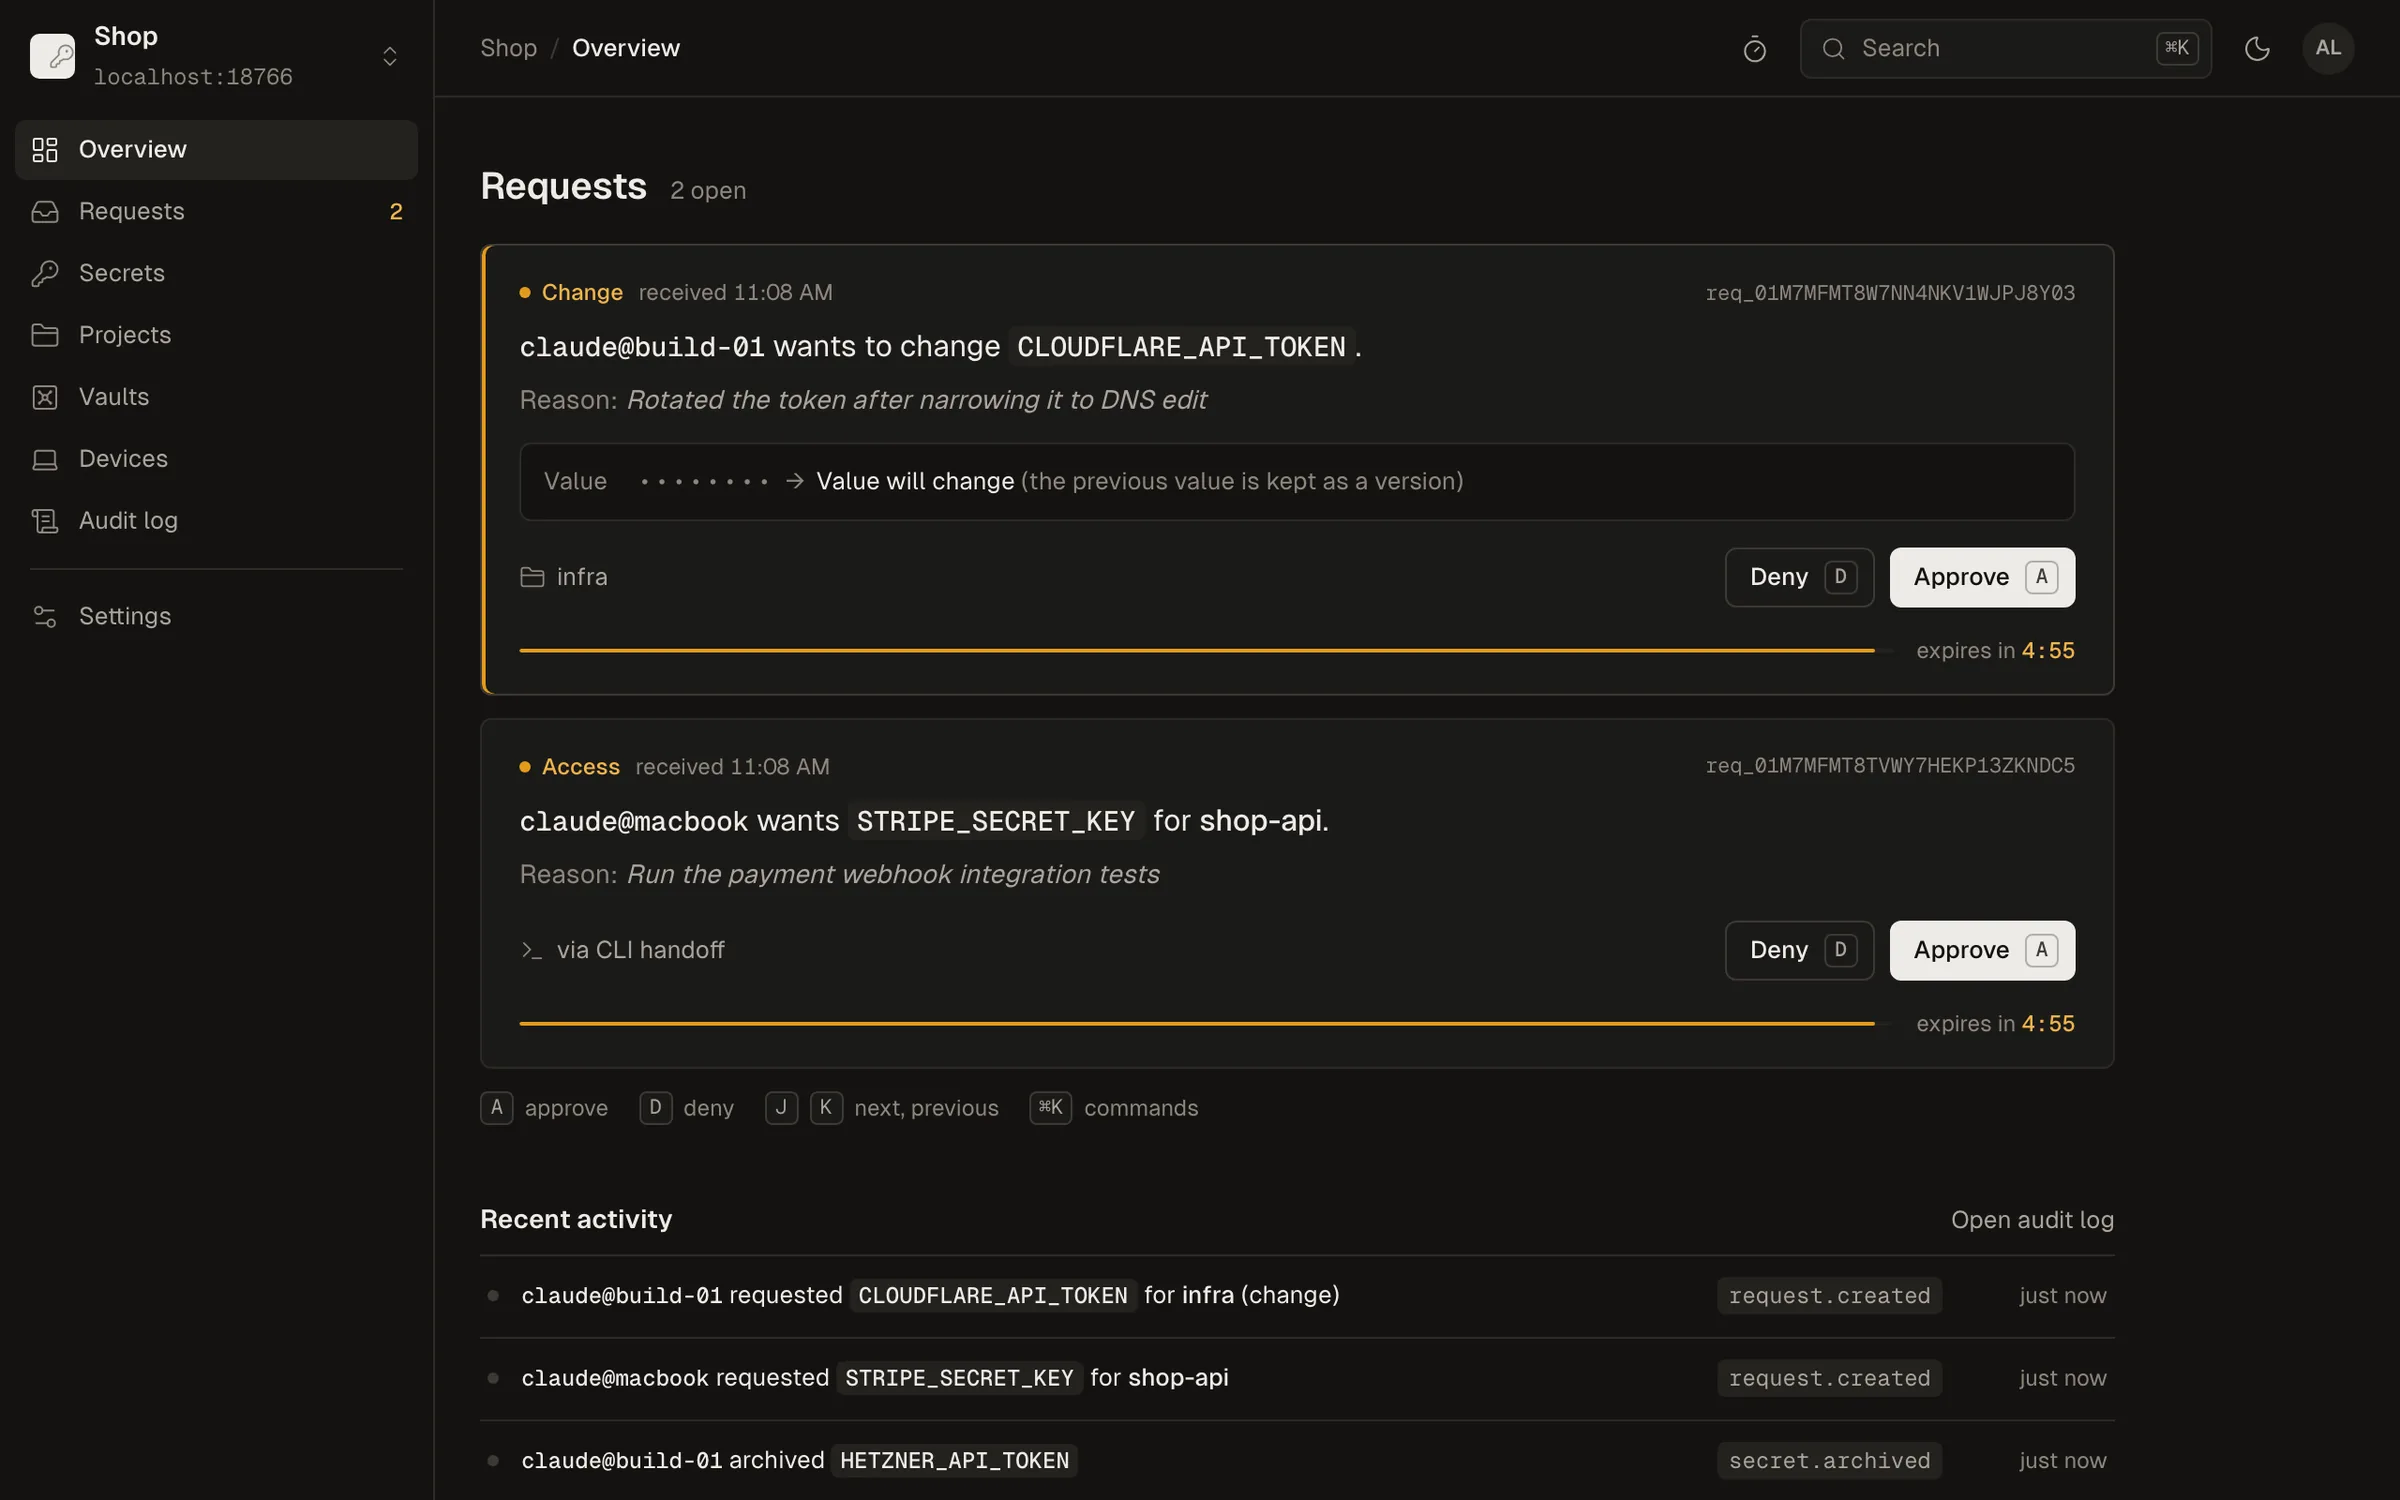 Shop
localhost:18766
Overview
Requests 2
Secrets
Projects
Vaults
Devices
Audit log
Settings
Shop / Overview
Search ⌘K
AL
Requests 2 open
Change received 11:08 AM req_01M7MFMT8W7NN4NKV1WJPJ8Y03
claude@build-01 wants to change CLOUDFLARE_API_TOKEN.
Reason: Rotated the token after narrowing it to DNS edit
Value •••••••• → Value will change (the previous value is kept as a version)
infra Deny D Approve A
expires in 4:55
Access received 11:08 AM req_01M7MFMT8TVWY7HEKP13ZKNDC5
claude@macbook wants STRIPE_SECRET_KEY for shop-api.
Reason: Run the payment webhook integration tests
via CLI handoff Deny D Approve A
expires in 4:55
A approve D deny J K next, previous ⌘K commands
Recent activity Open audit log
claude@build-01 requested CLOUDFLARE_API_TOKEN for infra (change) request.created just now
claude@macbook requested STRIPE_SECRET_KEY for shop-api request.created just now
claude@build-01 archived HETZNER_API_TOKEN secret.archived just now